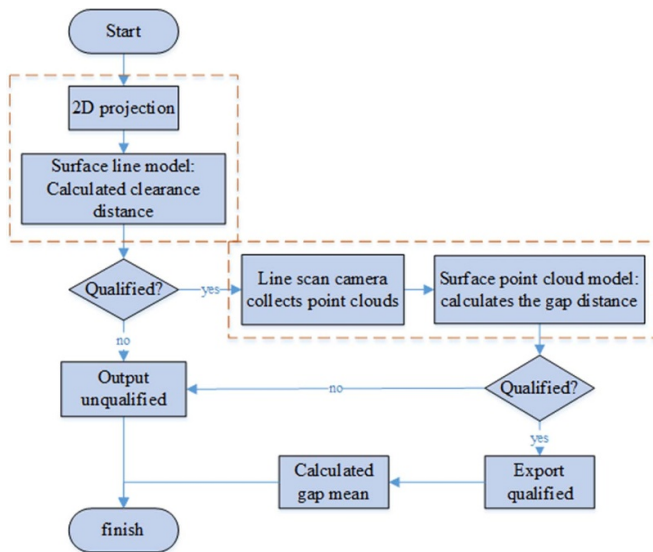 Start
2D projection
Surface line model:
Calculated clearance
distance
Qualified?
yes
Line scan camera
collects point clouds
Surface point cloud model:
calculates the gap distance
no
Output
unqualified
no
Qualified?
yes
Calculated
gap mean
Export
qualified
finish